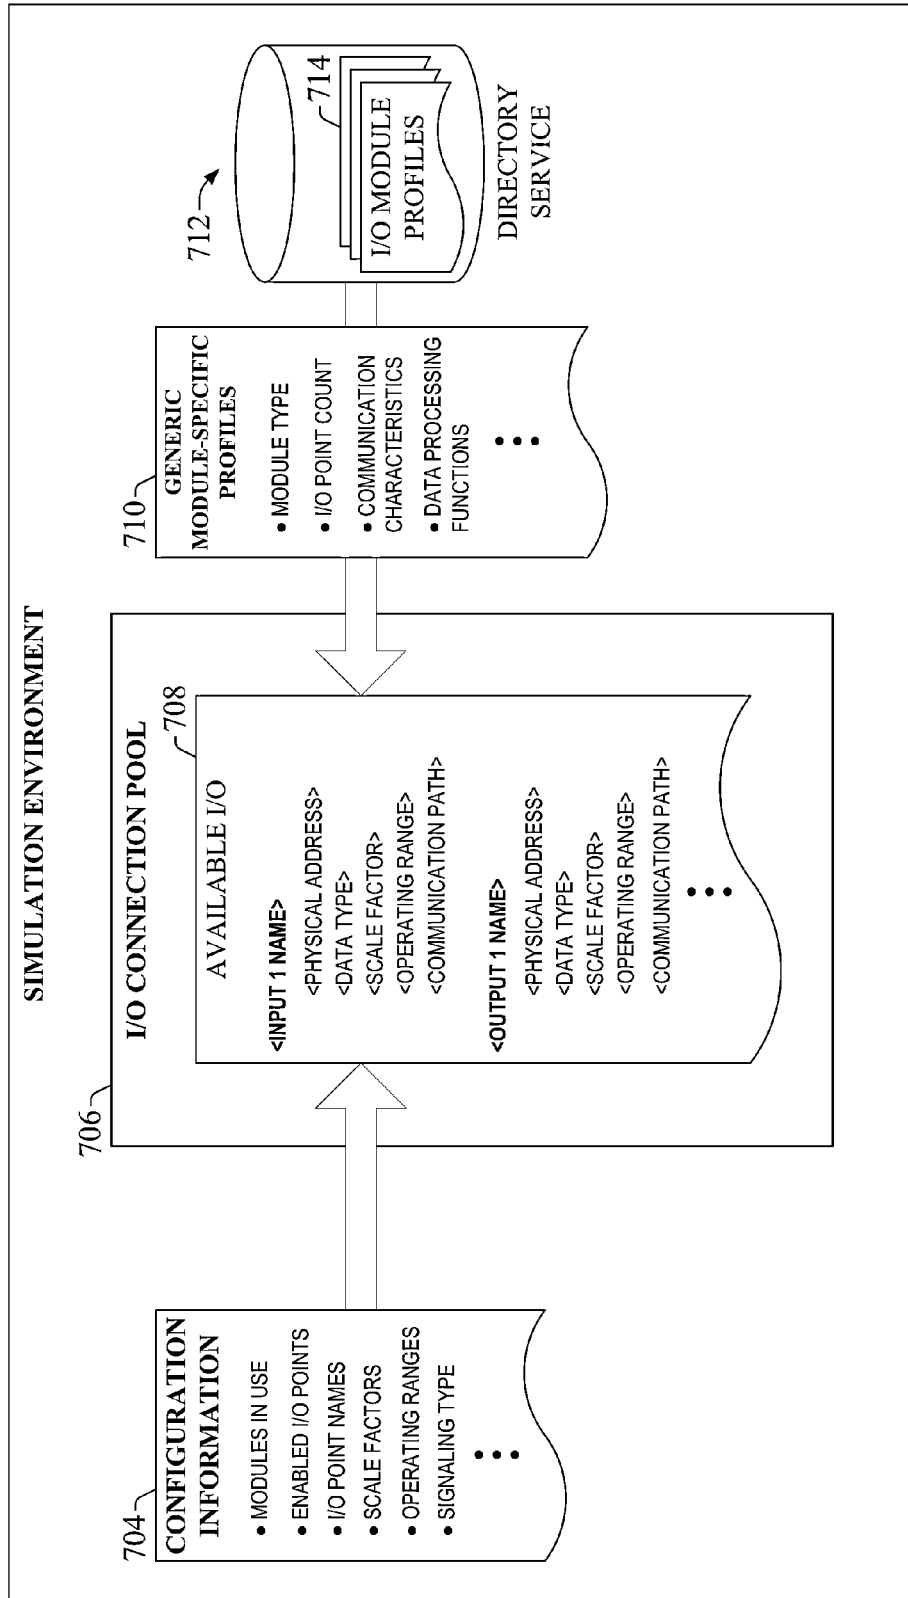 SIMULATION ENVIRONMENT
704
CONFIGURATION
INFORMATION
• MODULES IN USE
• ENABLED I/O POINTS
• I/O POINT NAMES
• SCALE FACTORS
• OPERATING RANGES
• SIGNALING TYPE
706
I/O CONNECTION POOL
708
AVAILABLE I/O
<INPUT 1 NAME>
<PHYSICAL ADDRESS>
<DATA TYPE>
<SCALE FACTOR>
<OPERATING RANGE>
<COMMUNICATION PATH>
<OUTPUT 1 NAME>
<PHYSICAL ADDRESS>
<DATA TYPE>
<SCALE FACTOR>
<OPERATING RANGE>
<COMMUNICATION PATH>
710
GENERIC
MODULE-SPECIFIC
PROFILES
• MODULE TYPE
• I/O POINT COUNT
• COMMUNICATION
CHARACTERISTICS
• DATA PROCESSING
FUNCTIONS
712
714
I/O MODULE
PROFILES
DIRECTORY
SERVICE